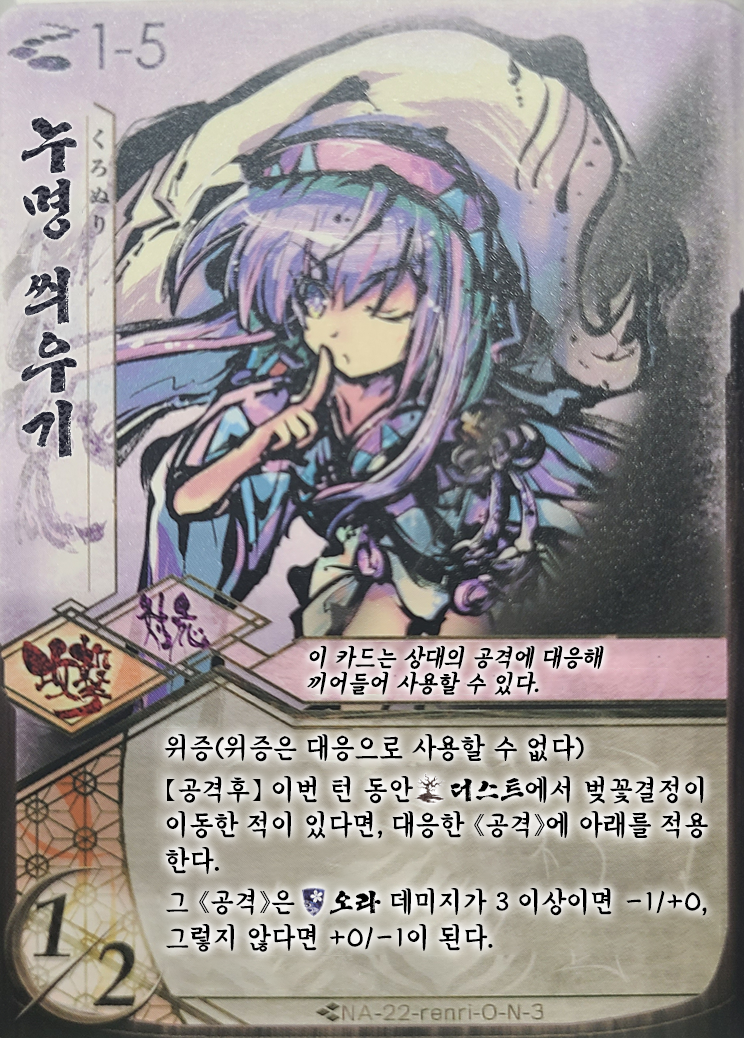 1-5
누명 씌우기
くろぬり
対応
攻撃
이 카드는 상대의 공격에 대응해
끼어들어 사용할 수 있다.
위증(위증은 대응으로 사용할 수 없다)
【공격후】 이번 턴 동안 더스트에서 벚꽃결정이
이동한 적이 있다면, 대응한 《공격》에 아래를 적용
한다.
그 《공격》은 오라 데미지가 3 이상이면 -1/+0,
그렇지 않다면 +0/-1이 된다.
1/2
NA-22-renri-O-N-3